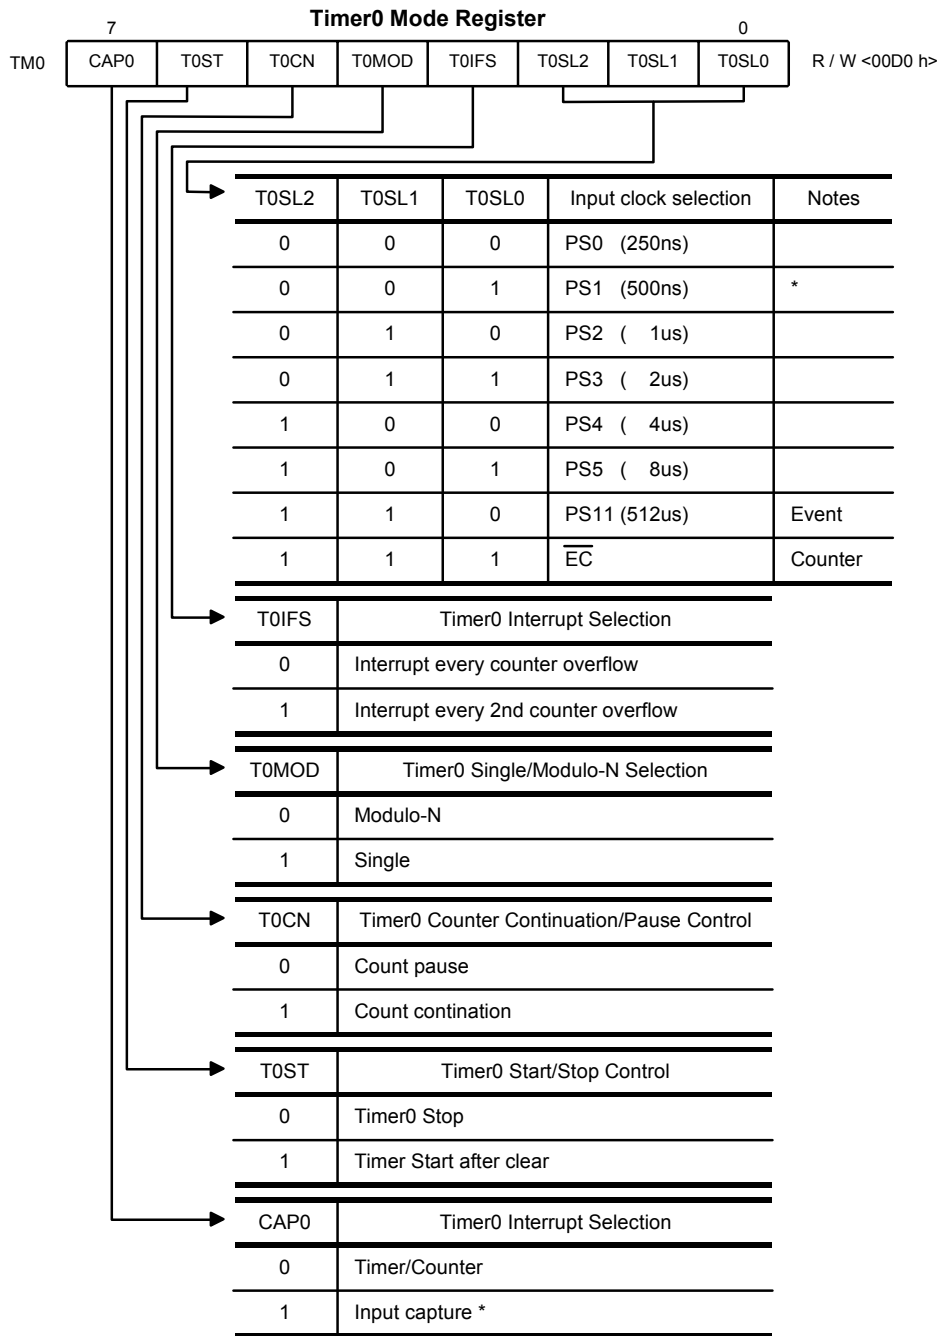 Timer0 Mode Register
7 0
TM0 CAP0 T0ST T0CN T0MOD T0IFS T0SL2 T0SL1 T0SL0 R / W <00D0 h>
T0SL2 T0SL1 T0SL0 Input clock selection Notes
0 0 0 PS0 (250ns)
0 0 1 PS1 (500ns) *
0 1 0 PS2 ( 1us)
0 1 1 PS3 ( 2us)
1 0 0 PS4 ( 4us)
1 0 1 PS5 ( 8us)
1 1 0 PS11 (512us) Event
1 1 1 E̅C̅ Counter
T0IFS Timer0 Interrupt Selection
0 Interrupt every counter overflow
1 Interrupt every 2nd counter overflow
T0MOD Timer0 Single/Modulo-N Selection
0 Modulo-N
1 Single
T0CN Timer0 Counter Continuation/Pause Control
0 Count pause
1 Count contination
T0ST Timer0 Start/Stop Control
0 Timer0 Stop
1 Timer Start after clear
CAP0 Timer0 Interrupt Selection
0 Timer/Counter
1 Input capture *